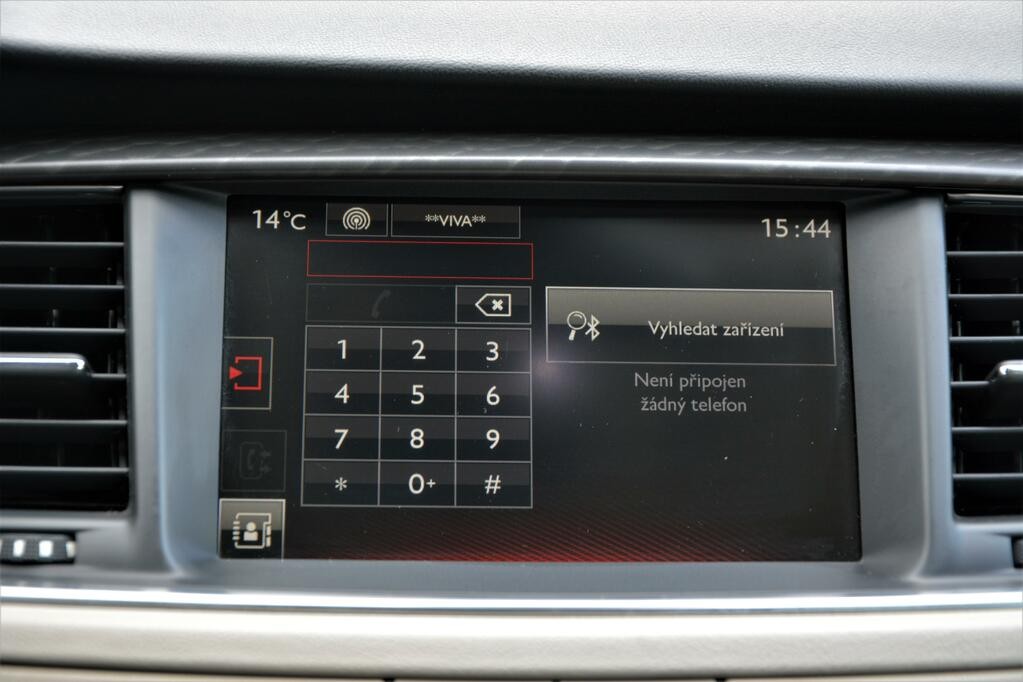 14°C **VIVA** 15:44
Vyhledat zařízení
Není připojen
žádný telefon
1 2 3
4 5 6
7 8 9
* 0+ #